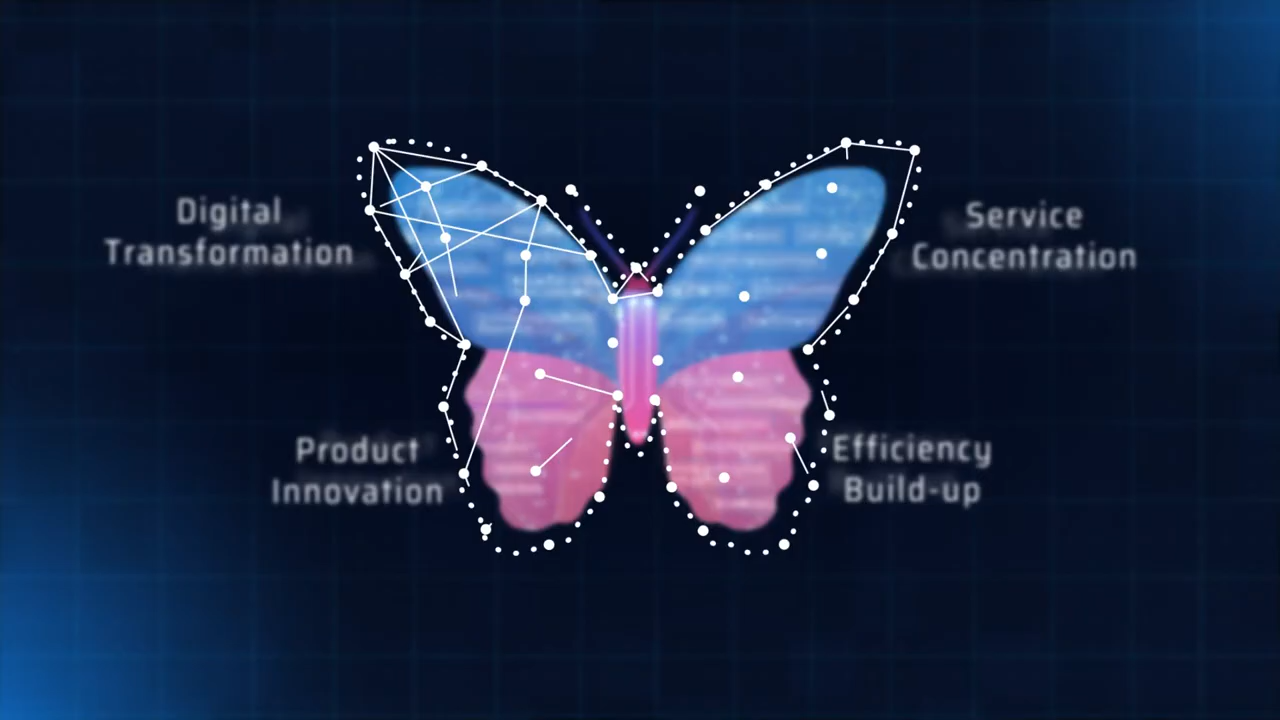 Digital
Transformation
Service
Concentration
Product
Innovation
Efficiency
Build-up